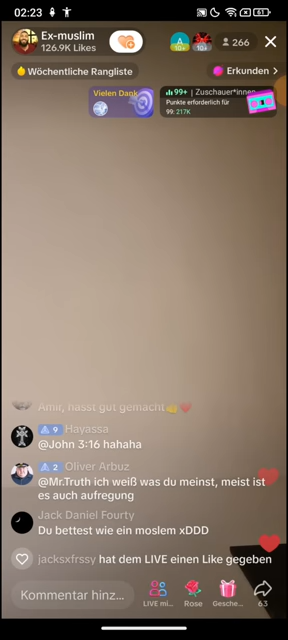 02:23
61
Ex-muslim
126.9K Likes
10+
10+
266
Wöchentliche Rangliste
Erkunden
Vielen Dank
99+ | Zuschauer*innen
Punkte erforderlich für
99: 217K
Amir, hasst gut gemacht
9 Hayassa
@John 3:16 hahaha
2 Oliver Arbuz
@Mr.Truth ich weiß was du meinst, meist ist
es auch aufregung
Jack Daniel Fourty
Du bettest wie ein moslem xDDD
jacksxfrssy hat dem LIVE einen Like gegeben
Kommentar hinz...
LIVE mi...
Rose
Gesche...
63